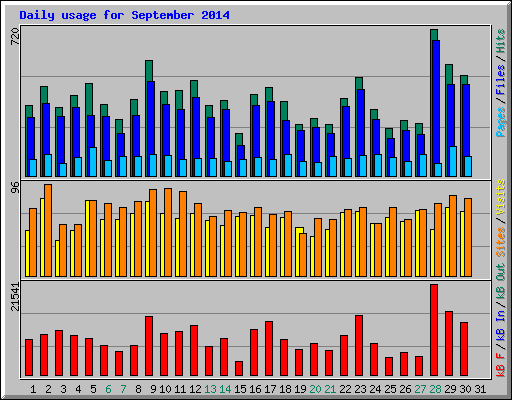 Daily usage for September 2014
720
Pages / Files / Hits
96
Sites / Visits
21541
kB F / kB In / kB Out
1 2 3 4 5 6 7 8 9 10 11 12 13 14 15 16 17 18 19 20 21 22 23 24 25 26 27 28 29 30 31